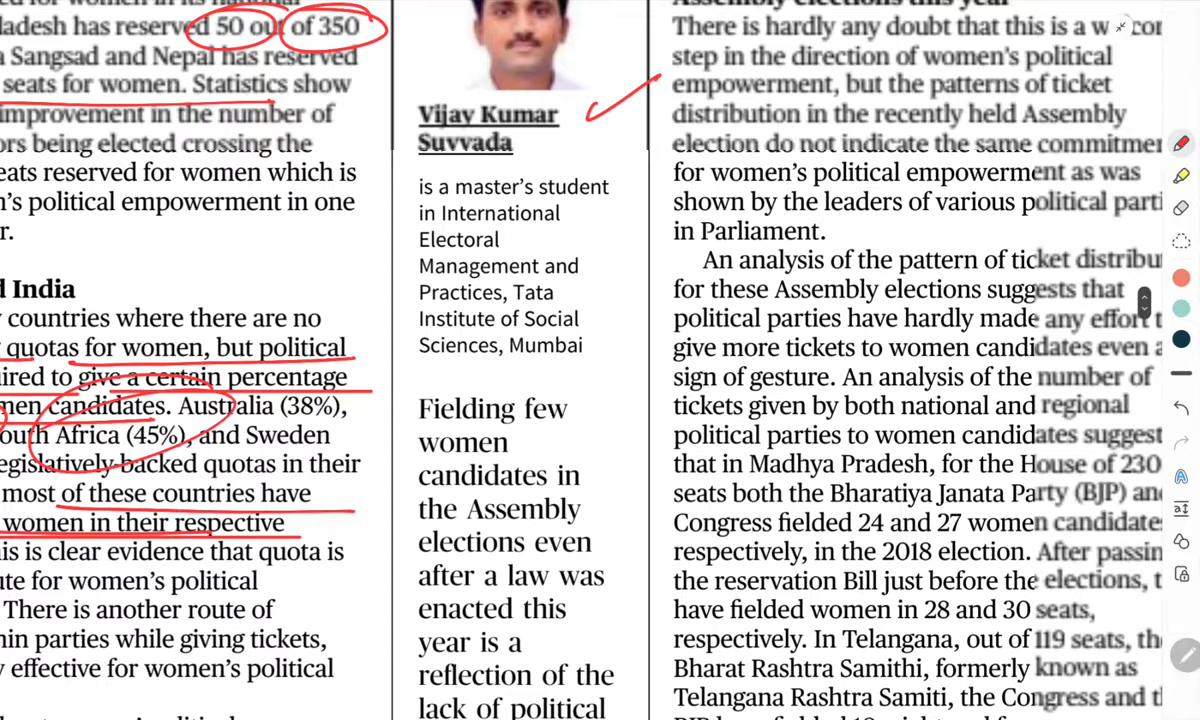 ladesh has reserved 50 out of 350
a Sangsad and Nepal has reserved
seats for women. Statistics show
improvement in the number of
ors being elected crossing the
eats reserved for women which is
n's political empowerment in one
r.
d India
y countries where there are no
quotas for women, but political
ired to give a certain percentage
men candidates. Australia (38%),
outh Africa (45%), and Sweden
egislatively backed quotas in their
most of these countries have
women in their respective
is is clear evidence that quota is
ute for women's political
There is another route of
hin parties while giving tickets,
y effective for women's political
Vijay Kumar
Suvvada
is a master's student
in International
Electoral
Management and
Practices, Tata
Institute of Social
Sciences, Mumbai
Fielding few
women
candidates in
the Assembly
elections even
after a law was
enacted this
year is a
reflection of the
lack of political
Assembly elections this year
There is hardly any doubt that this is a w con
step in the direction of women's political
empowerment, but the patterns of ticket
distribution in the recently held Assembly
election do not indicate the same commitmen
for women's political empowerment as was
shown by the leaders of various political parti
in Parliament.
An analysis of the pattern of ticket distribu
for these Assembly elections suggests that
political parties have hardly made any effort t
give more tickets to women candidates even a
sign of gesture. An analysis of the number of
tickets given by both national and regional
political parties to women candidates suggest
that in Madhya Pradesh, for the House of 230
seats both the Bharatiya Janata Party (BJP) and
Congress fielded 24 and 27 women candidate
respectively, in the 2018 election. After passin
the reservation Bill just before the elections, t
have fielded women in 28 and 30 seats,
respectively. In Telangana, out of 119 seats, the
Bharat Rashtra Samithi, formerly known as
Telangana Rashtra Samiti, the Congress and th